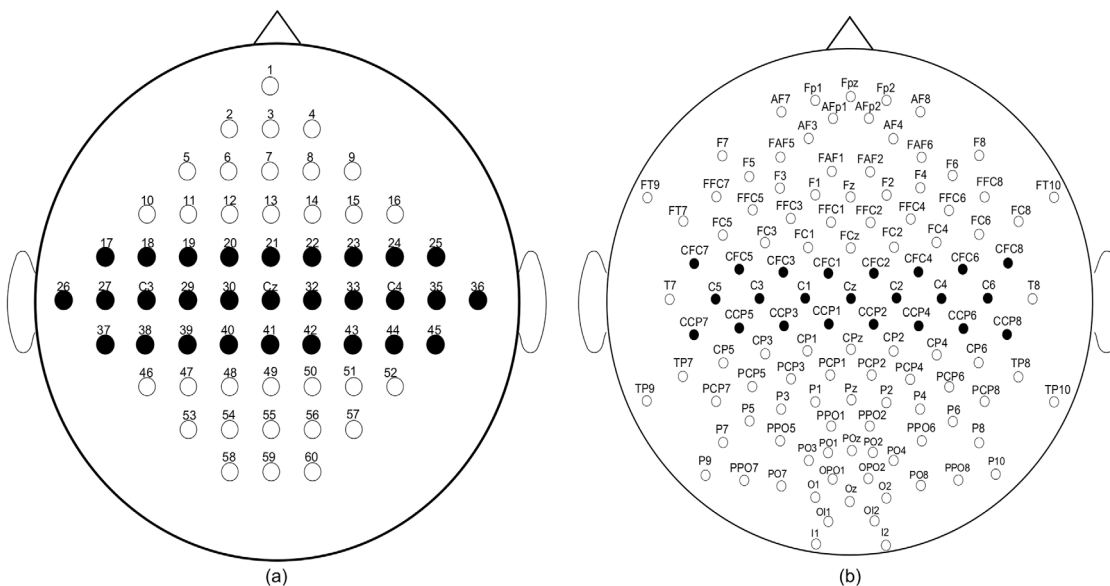 1
2 3 4
5 6 7 8 9
10 11 12 13 14 15 16
17 18 19 20 21 22 23 24 25
26 27 C3 29 30 Cz 32 33 C4 35 36
37 38 39 40 41 42 43 44 45
46 47 48 49 50 51 52
53 54 55 56 57
58 59 60
(a)
Fp1 Fpz Fp2
AF7 AFp1 AFp2 AF8
AF3 AF4
F7 FAF5 FAF6 F8
F5 FAF1 FAF2 F6
FT9 FFC7 F3 F1 Fz F2 F4 FFC8 FT10
FFC5 FFC6
FT7 FFC3 FFC1 FFC2 FFC4 FC8
FC5 FC3 FC1 FCz FC2 FC4 FC6
CFC7 CFC5 CFC3 CFC1 CFC2 CFC4 CFC6 CFC8
T7 C5 C3 C1 Cz C2 C4 C6 T8
CCP7 CCP5 CCP3 CCP1 CCP2 CCP4 CCP6 CCP8
CP5 CP3 CP1 CPz CP2 CP4 CP6
TP7 PCP5 PCP3 PCP1 PCP2 PCP4 PCP6 TP8
TP9 PCP7 P3 P1 Pz P2 P4 PCP8 TP10
P5 PPO1 PPO2 P6
P7 PPO5 PPO6 P8
PO3 PO1 POz PO2 PO4
P9 PPO7 PO7 OPO1 OPO2 PO8 PPO8 P10
O1 Oz O2
OI1 OI2
I1 I2
(b)